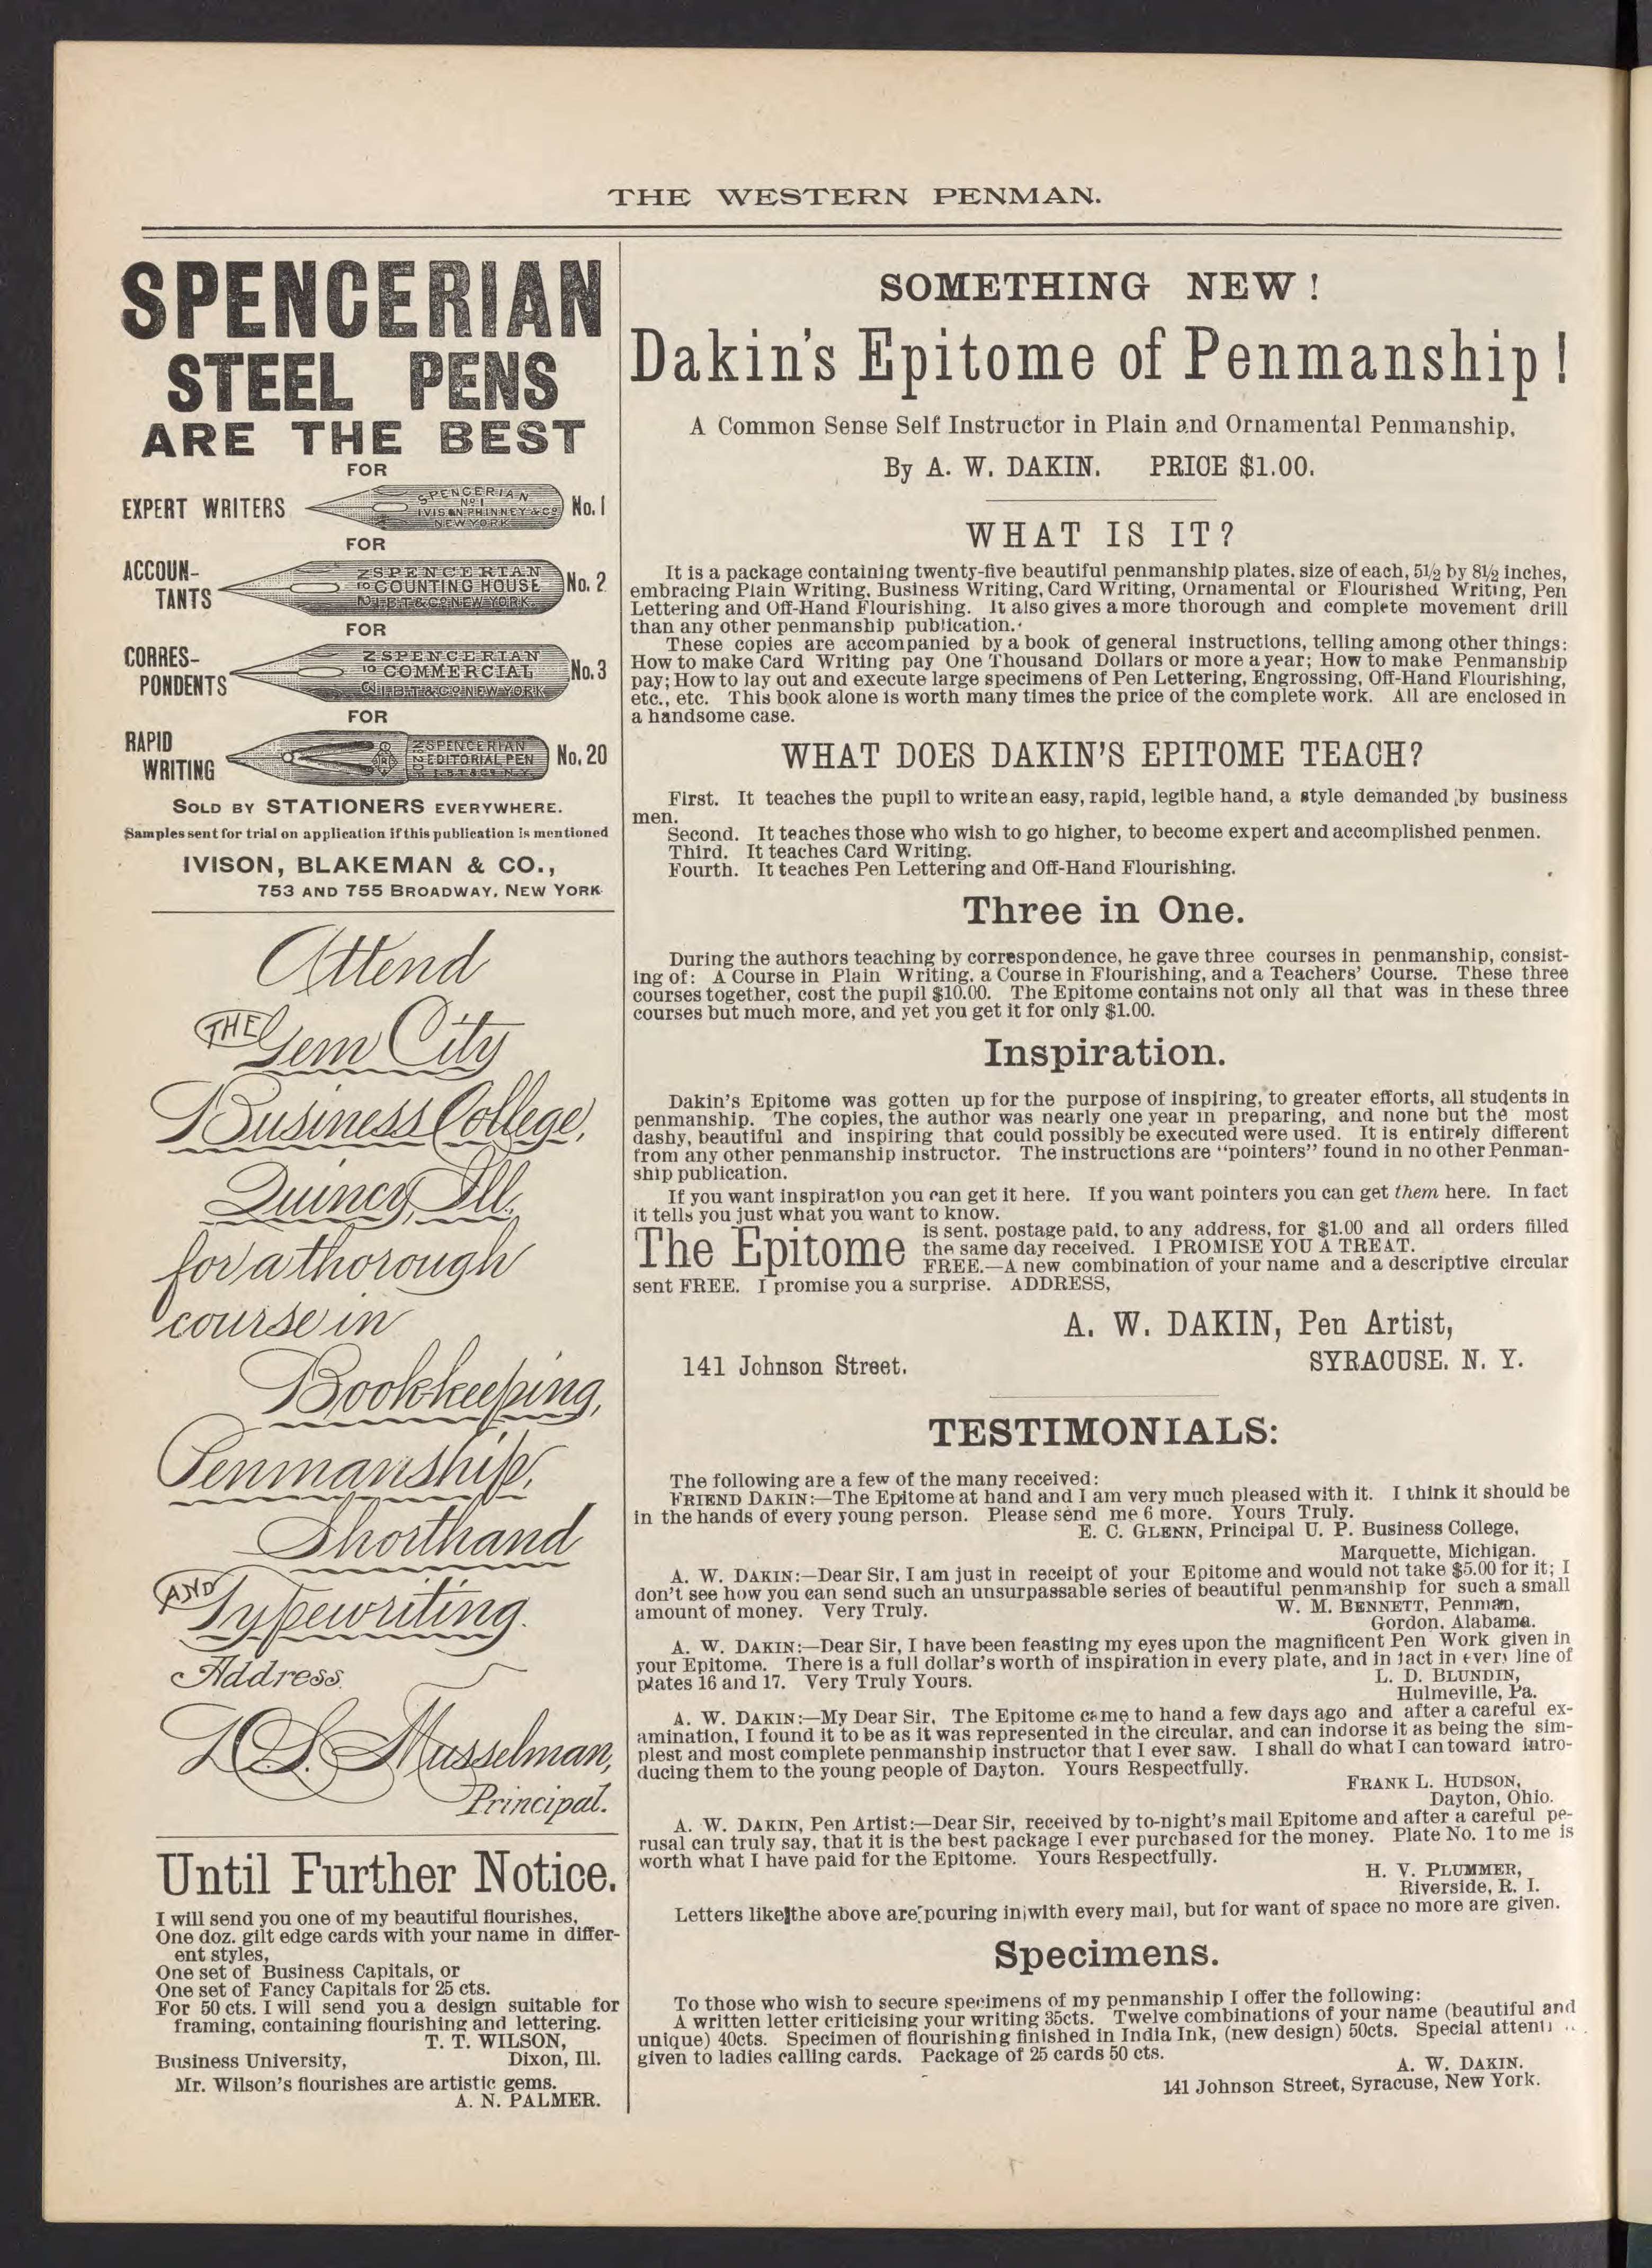 THE WESTERN PENMAN.
SPENCERIAN
STEEL PENS
ARE THE BEST
FOR
EXPERT WRITERS
SPENCERIAN
No 1
IVISON PHINNEY & CO
NEW YORK
No. 1
FOR
ACCOUN-
TANTS
SPENCERIAN
COUNTING HOUSE
I.B.T. & CO NEW YORK.
No. 2
FOR
CORRES-
PONDENTS
SPENCERIAN
COMMERCIAL
I.B.T. & CO NEW YORK
No. 3
FOR
RAPID
WRITING
SPENCERIAN
EDITORIAL PEN
No. 20
SOLD BY STATIONERS EVERYWHERE.
Samples sent for trial on application if this publication is mentioned
IVISON, BLAKEMAN & CO.,
753 AND 755 BROADWAY, NEW YORK
Attend
THE Gem City
Business College,
Quincy, Ill.
for a thorough
course in
Bookkeeping,
Penmanship,
Shorthand
AND Typewriting.
Address
D. L. Musselman,
Principal.
Until Further Notice.
I will send you one of my beautiful flourishes,
One doz. gilt edge cards with your name in differ-
ent styles,
One set of Business Capitals, or
One set of Fancy Capitals for 25 cts.
For 50 cts. I will send you a design suitable for
framing, containing flourishing and lettering.
T. T. WILSON,
Business University, Dixon, Ill.
Mr. Wilson's flourishes are artistic gems.
A. N. PALMER.
SOMETHING NEW!
Dakin's Epitome of Penmanship!
A Common Sense Self Instructor in Plain and Ornamental Penmanship,
By A. W. DAKIN. PRICE $1.00.
WHAT IS IT?
It is a package containing twenty-five beautiful penmanship plates, size of each, 5½ by 8½ inches,
embracing Plain Writing, Business Writing, Card Writing, Ornamental or Flourished Writing, Pen
Lettering and Off-Hand Flourishing. It also gives a more thorough and complete movement drill
than any other penmanship publication.
These copies are accompanied by a book of general instructions, telling among other things:
How to make Card Writing pay One Thousand Dollars or more a year; How to make Penmanship
pay; How to lay out and execute large specimens of Pen Lettering, Engrossing, Off-Hand Flourishing,
etc., etc. This book alone is worth many times the price of the complete work. All are enclosed in
a handsome case.
WHAT DOES DAKIN'S EPITOME TEACH?
First. It teaches the pupil to write an easy, rapid, legible hand, a style demanded by business
men.
Second. It teaches those who wish to go higher, to become expert and accomplished penmen.
Third. It teaches Card Writing.
Fourth. It teaches Pen Lettering and Off-Hand Flourishing.
Three in One.
During the authors teaching by correspondence, he gave three courses in penmanship, consist-
ing of: A Course in Plain Writing, a Course in Flourishing, and a Teachers' Course. These three
courses together, cost the pupil $10.00. The Epitome contains not only all that was in these three
courses but much more, and yet you get it for only $1.00.
Inspiration.
Dakin's Epitome was gotten up for the purpose of inspiring, to greater efforts, all students in
penmanship. The copies, the author was nearly one year in preparing, and none but the most
dashy, beautiful and inspiring that could possibly be executed were used. It is entirely different
from any other penmanship instructor. The instructions are "pointers" found in no other Penman-
ship publication.
If you want inspiration you can get it here. If you want pointers you can get them here. In fact
it tells you just what you want to know.
The Epitome is sent, postage paid, to any address, for $1.00 and all orders filled
the same day received. I PROMISE YOU A TREAT.
FREE.—A new combination of your name and a descriptive circular
sent FREE. I promise you a surprise. ADDRESS,
A. W. DAKIN, Pen Artist,
141 Johnson Street. SYRACUSE, N. Y.
TESTIMONIALS:
The following are a few of the many received:
FRIEND DAKIN:—The Epitome at hand and I am very much pleased with it. I think it should be
in the hands of every young person. Please send me 6 more. Yours Truly.
E. C. GLENN, Principal U. P. Business College,
Marquette, Michigan.
A. W. DAKIN:—Dear Sir, I am just in receipt of your Epitome and would not take $5.00 for it; I
don't see how you can send such an unsurpassable series of beautiful penmanship for such a small
amount of money. Very Truly. W. M. BENNETT, Penman,
Gordon, Alabama.
A. W. DAKIN:—Dear Sir, I have been feasting my eyes upon the magnificent Pen Work given in
your Epitome. There is a full dollar's worth of inspiration in every plate, and in fact in every line of
plates 16 and 17. Very Truly Yours. L. D. BLUNDIN,
Hulmeville, Pa.
A. W. DAKIN:—My Dear Sir, The Epitome came to hand a few days ago and after a careful ex-
amination, I found it to be as it was represented in the circular, and can indorse it as being the sim-
plest and most complete penmanship instructor that I ever saw. I shall do what I can toward intro-
ducing them to the young people of Dayton. Yours Respectfully.
FRANK L. HUDSON,
Dayton, Ohio.
A. W. DAKIN, Pen Artist:—Dear Sir, received by to-night's mail Epitome and after a careful pe-
rusal can truly say, that it is the best package I ever purchased for the money. Plate No. 1 to me is
worth what I have paid for the Epitome. Yours Respectfully.
H. V. PLUMMER,
Riverside, R. I.
Letters like the above are pouring in with every mail, but for want of space no more are given.
Specimens.
To those who wish to secure specimens of my penmanship I offer the following:
A written letter criticising your writing 35cts. Twelve combinations of your name (beautiful and
unique) 40cts. Specimen of flourishing finished in India Ink, (new design) 50cts. Special
given to ladies calling cards. Package of 25 cards 50 cts.
A. W. DAKIN.
141 Johnson Street, Syracuse, New York.